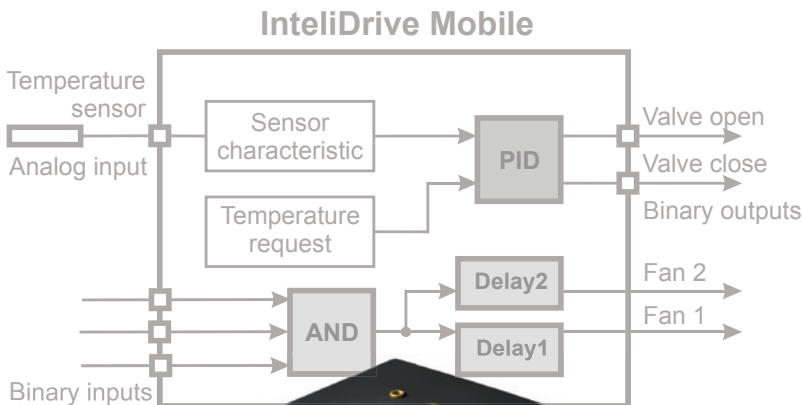 InteliDrive Mobile
Temperature
sensor
Analog input
Sensor
characteristic
PID
Valve open
Valve close
Binary outputs
Temperature
request
Delay2
Fan 2
AND
Fan 1
Delay1
Binary inputs